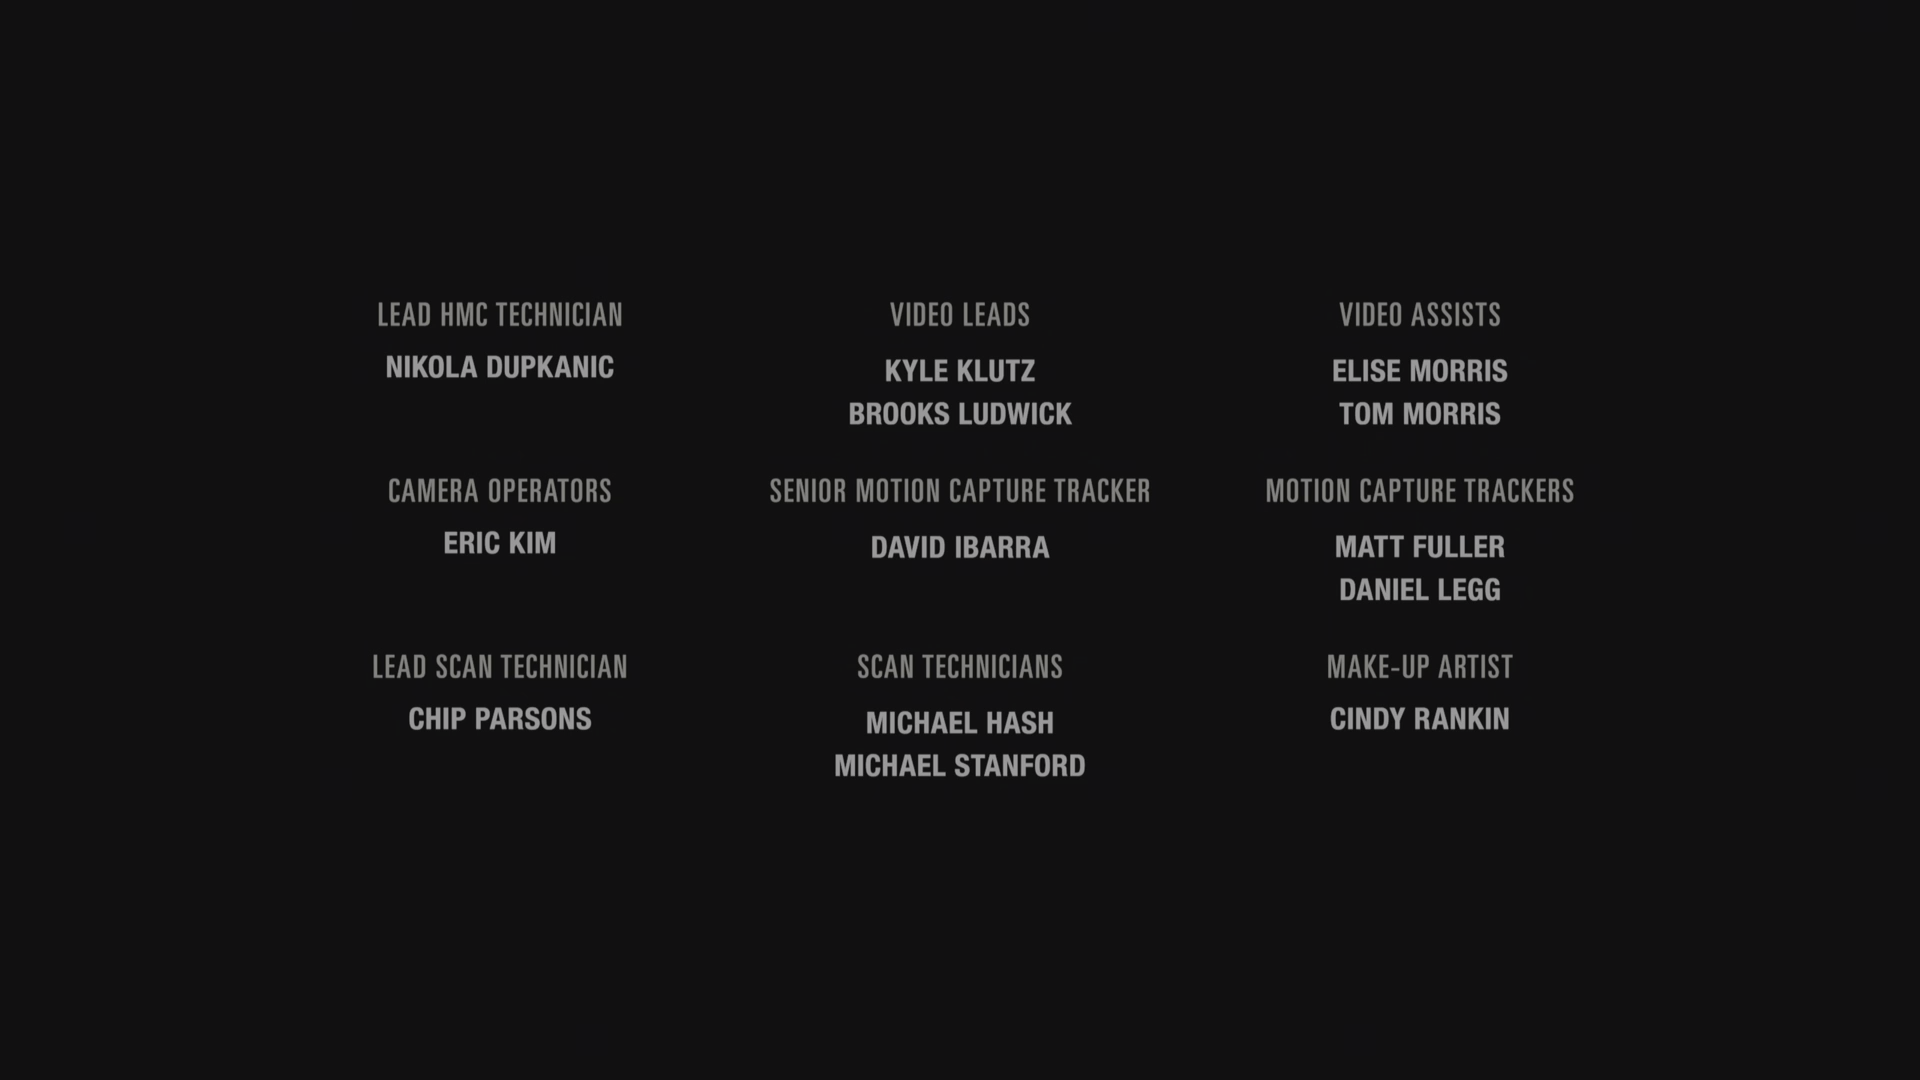 LEAD HMC TECHNICIAN
NIKOLA DUPKANIC
VIDEO LEADS
KYLE KLUTZ
BROOKS LUDWICK
VIDEO ASSISTS
ELISE MORRIS
TOM MORRIS
CAMERA OPERATORS
ERIC KIM
SENIOR MOTION CAPTURE TRACKER
DAVID IBARRA
MOTION CAPTURE TRACKERS
MATT FULLER
DANIEL LEGG
LEAD SCAN TECHNICIAN
CHIP PARSONS
SCAN TECHNICIANS
MICHAEL HASH
MICHAEL STANFORD
MAKE-UP ARTIST
CINDY RANKIN